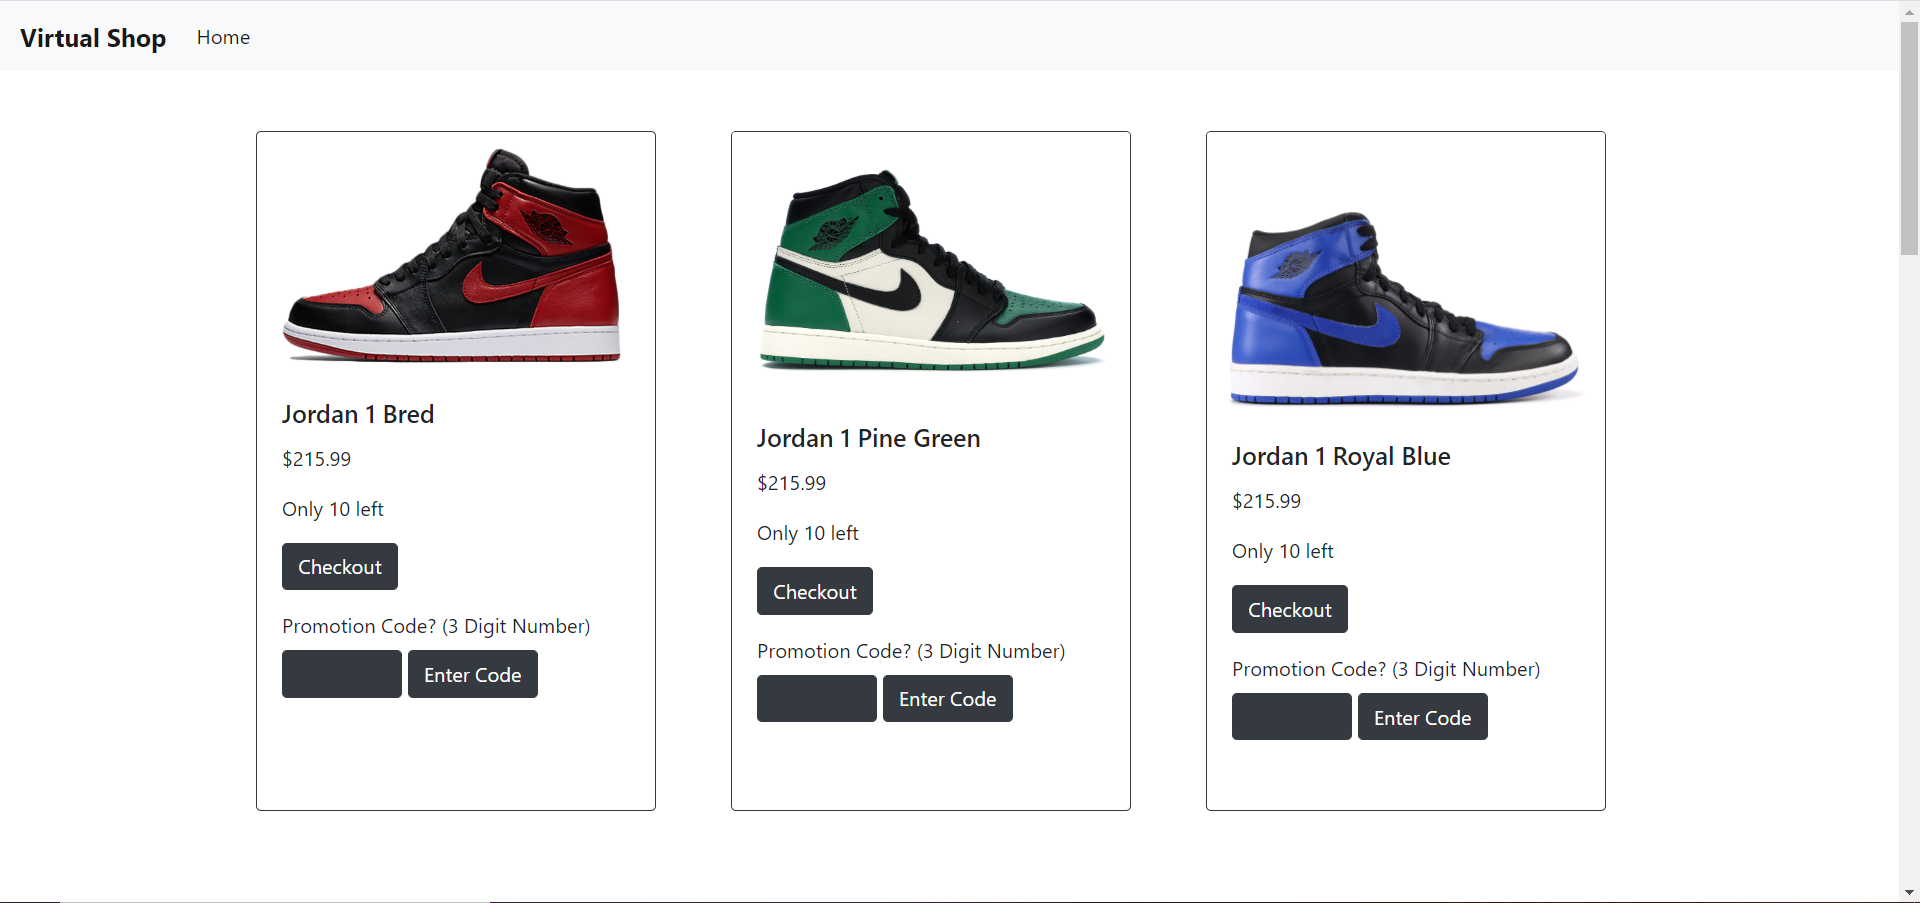 Virtual Shop Home
Jordan 1 Bred
$215.99
Only 10 left
Checkout
Promotion Code? (3 Digit Number)
Enter Code
Jordan 1 Pine Green
$215.99
Only 10 left
Checkout
Promotion Code? (3 Digit Number)
Enter Code
Jordan 1 Royal Blue
$215.99
Only 10 left
Checkout
Promotion Code? (3 Digit Number)
Enter Code